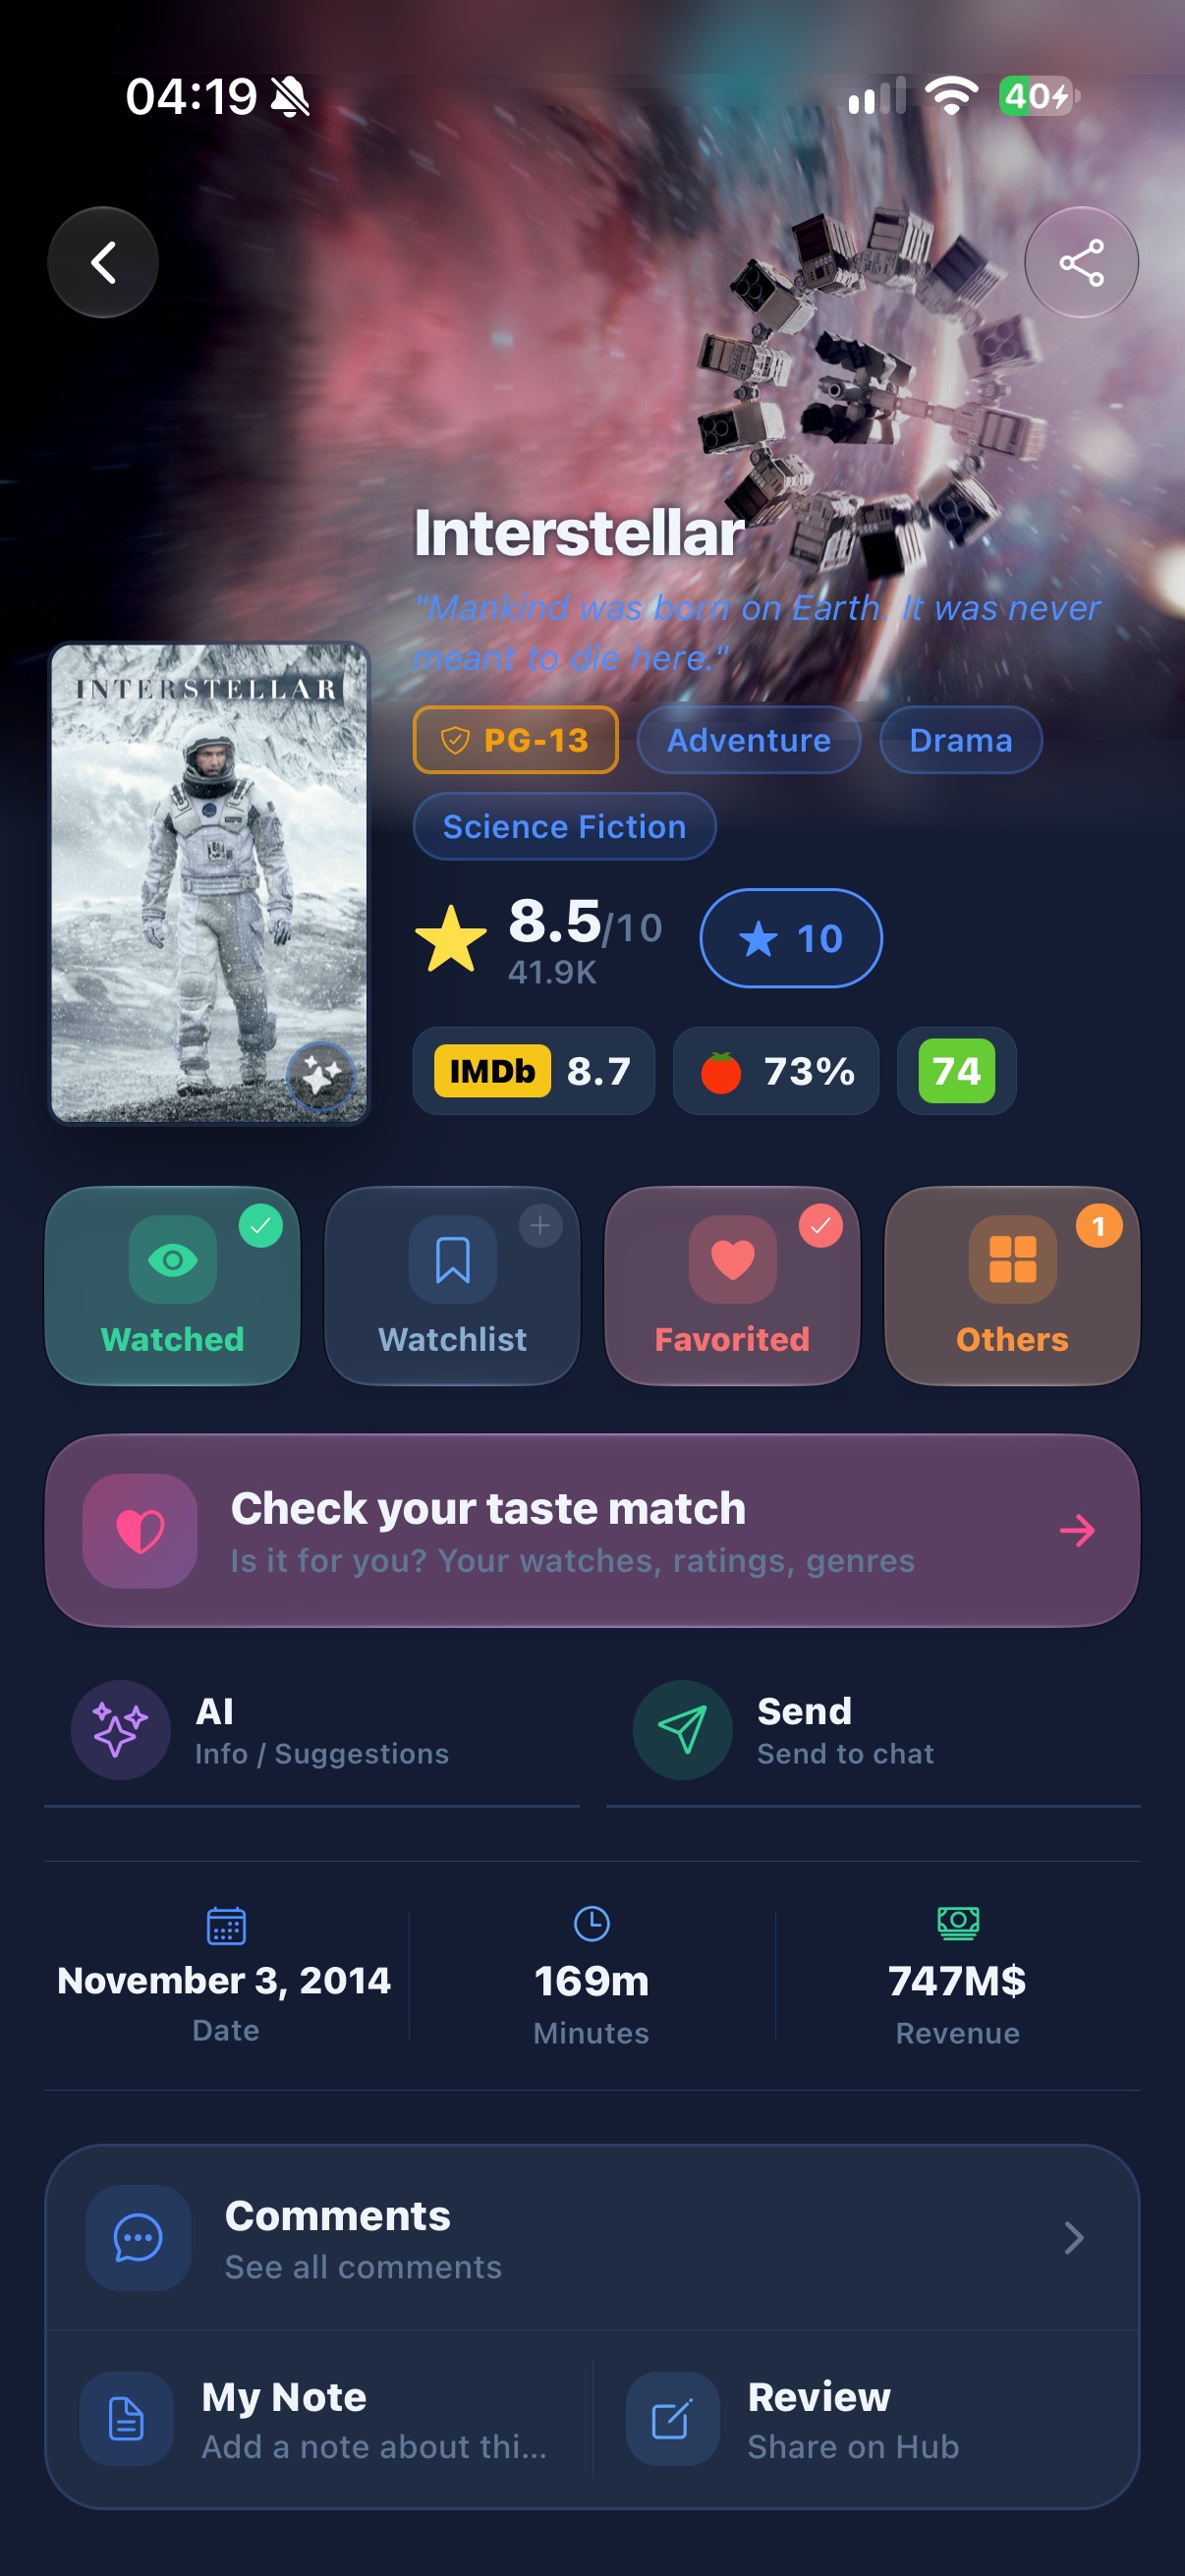 04:19
40
Interstellar
"Mankind was born on Earth. It was never
meant to die here."
INTERSTELLAR
PG-13
Adventure
Drama
Science Fiction
8.5/10
41.9K
10
IMDb 8.7
73%
74
Watched
Watchlist
Favorited
1
Others
Check your taste match
Is it for you? Your watches, ratings, genres
AI
Info / Suggestions
Send
Send to chat
November 3, 2014
Date
169m
Minutes
747M$
Revenue
Comments
See all comments
My Note
Add a note about thi...
Review
Share on Hub